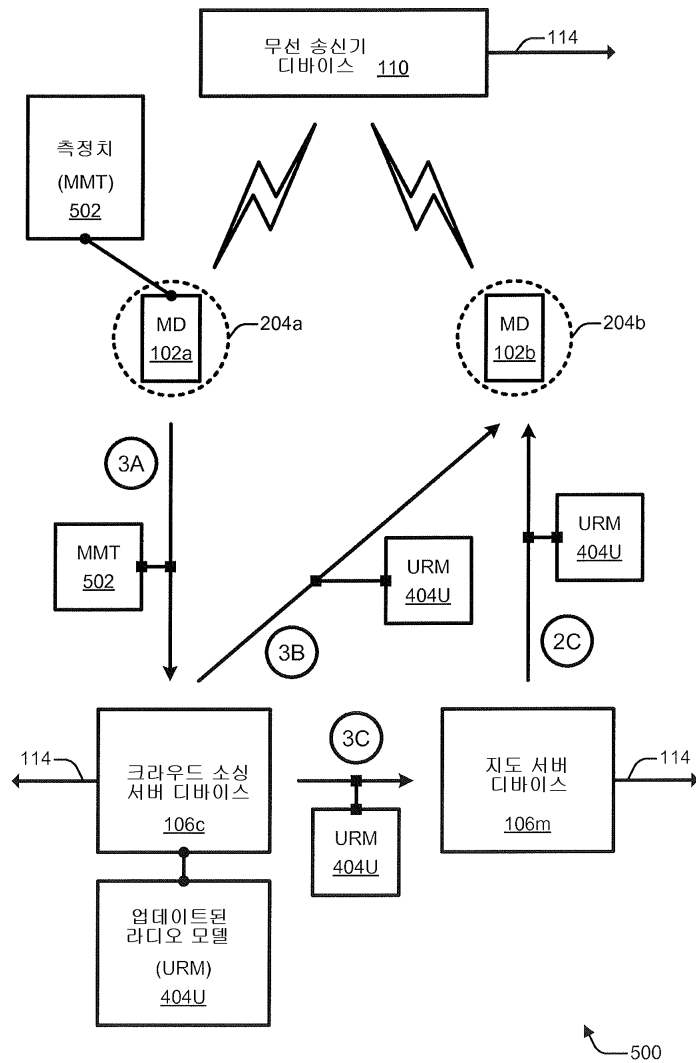 무선 송신기
디바이스 110
114
측정치
(MMT)
502
MD
102a
204a
MD
102b
204b
3A
MMT
502
URM
404U
URM
404U
3B
2C
3C
114
크라우드 소싱
서버 디바이스
106c
지도 서버
디바이스
106m
114
URM
404U
업데이트된
라디오 모델
(URM)
404U
500